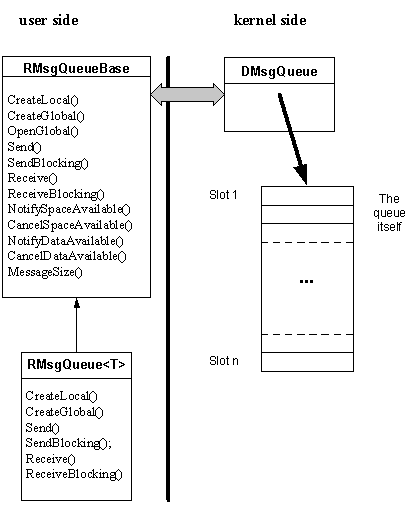 user side
kernel side
RMsgQueueBase
CreateLocal()
CreateGlobal()
OpenGlobal()
Send()
SendBlocking()
Receive()
ReceiveBlocking()
NotifySpaceAvailable()
CancelSpaceAvailable()
NotifyDataAvailable()
CancelDataAvailable()
MessageSize()
DMsgQueue
Slot 1
The
queue
itself
...
Slot n
RMsgQueue<T>
CreateLocal()
CreateGlobal()
Send()
SendBlocking();
Receive()
ReceiveBlocking()